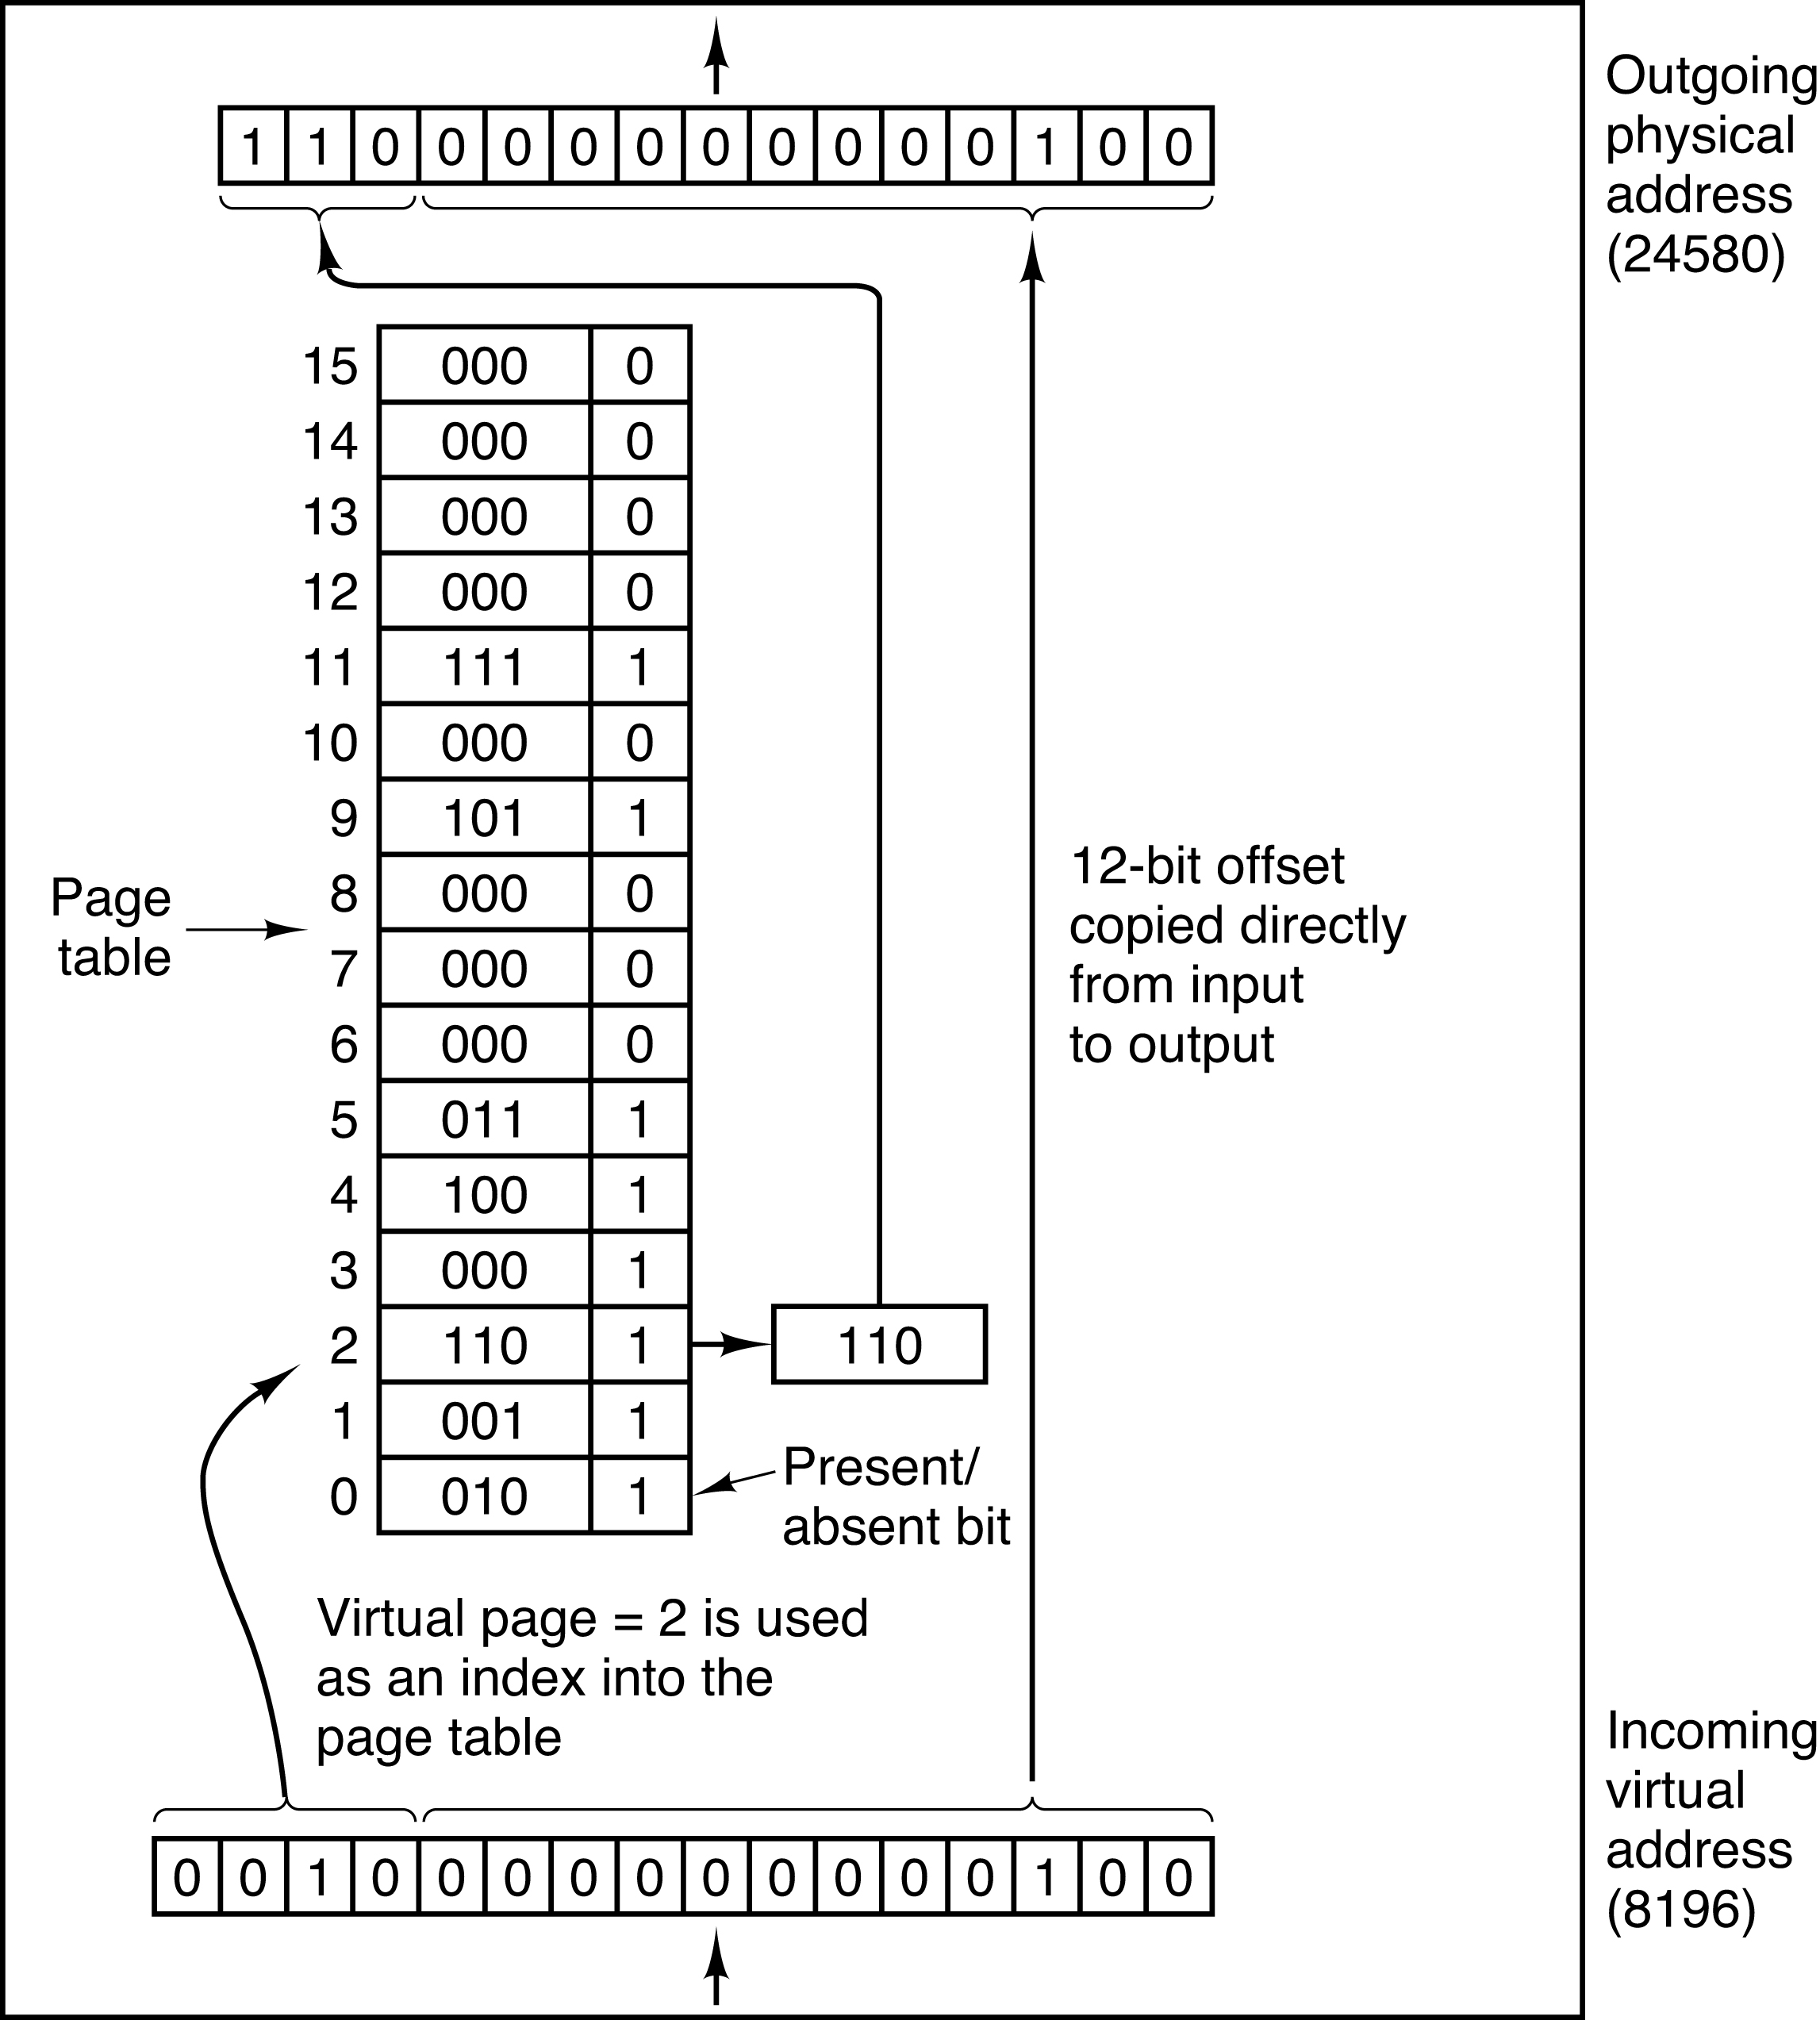 1 1 0 0 0 0 0 0 0 0 0 0 1 0 0
Outgoing
physical
address
(24580)
15 000 0
14 000 0
13 000 0
12 000 0
11 111 1
10 000 0
9 101 1
8 000 0
7 000 0
6 000 0
5 011 1
4 100 1
3 000 1
2 110 1 110
1 001 1
0 010 1
Page
table
12-bit offset
copied directly
from input
to output
Present/
absent bit
Virtual page = 2 is used
as an index into the
page table
0 0 1 0 0 0 0 0 0 0 0 0 0 1 0 0
Incoming
virtual
address
(8196)